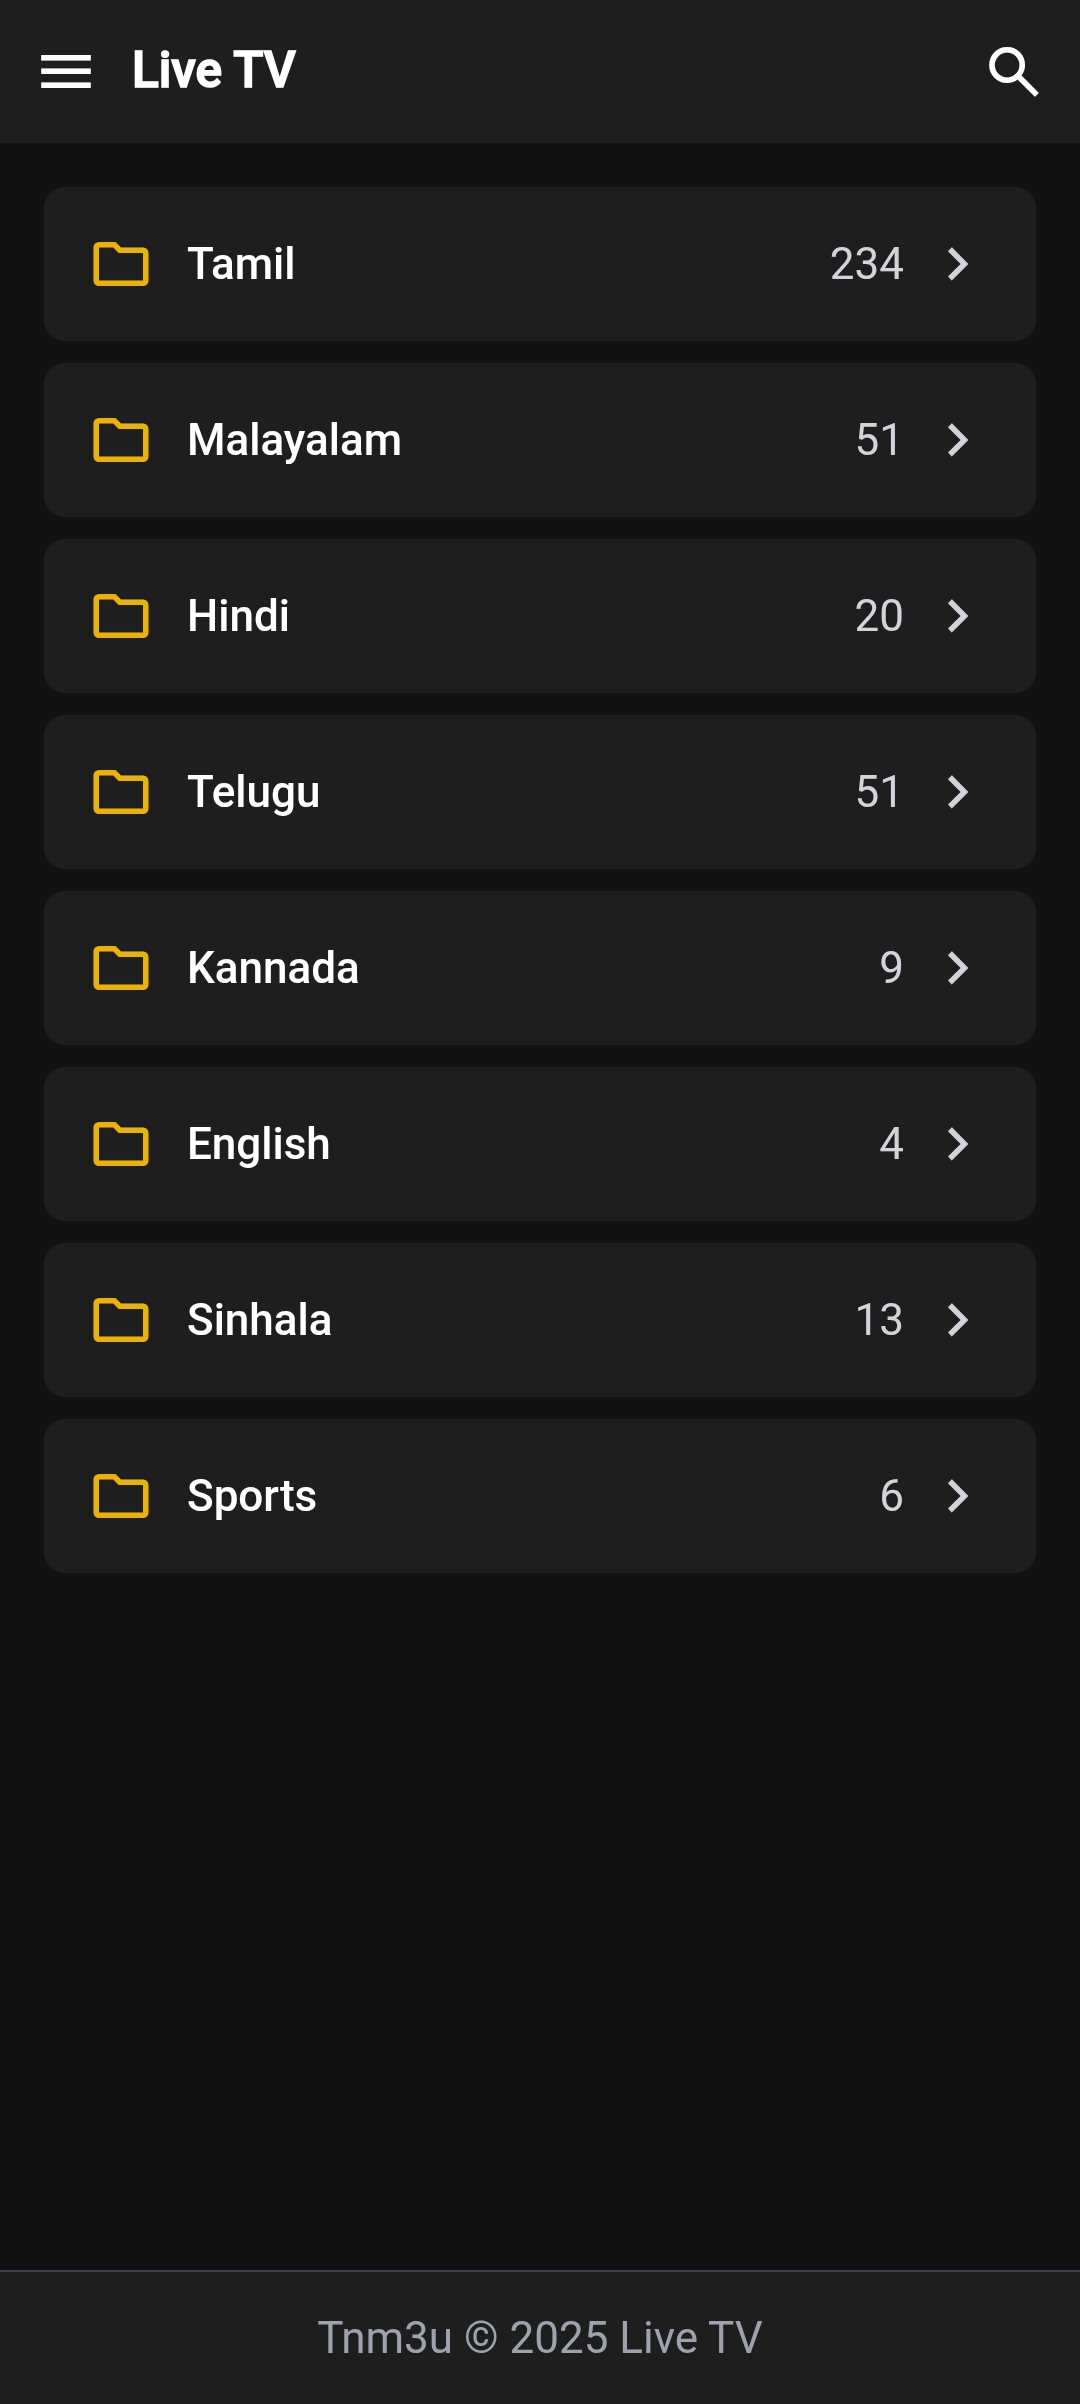 Live TV
Tamil 234
Malayalam 51
Hindi 20
Telugu 51
Kannada 9
English 4
Sinhala 13
Sports 6
Tnm3u © 2025 Live TV